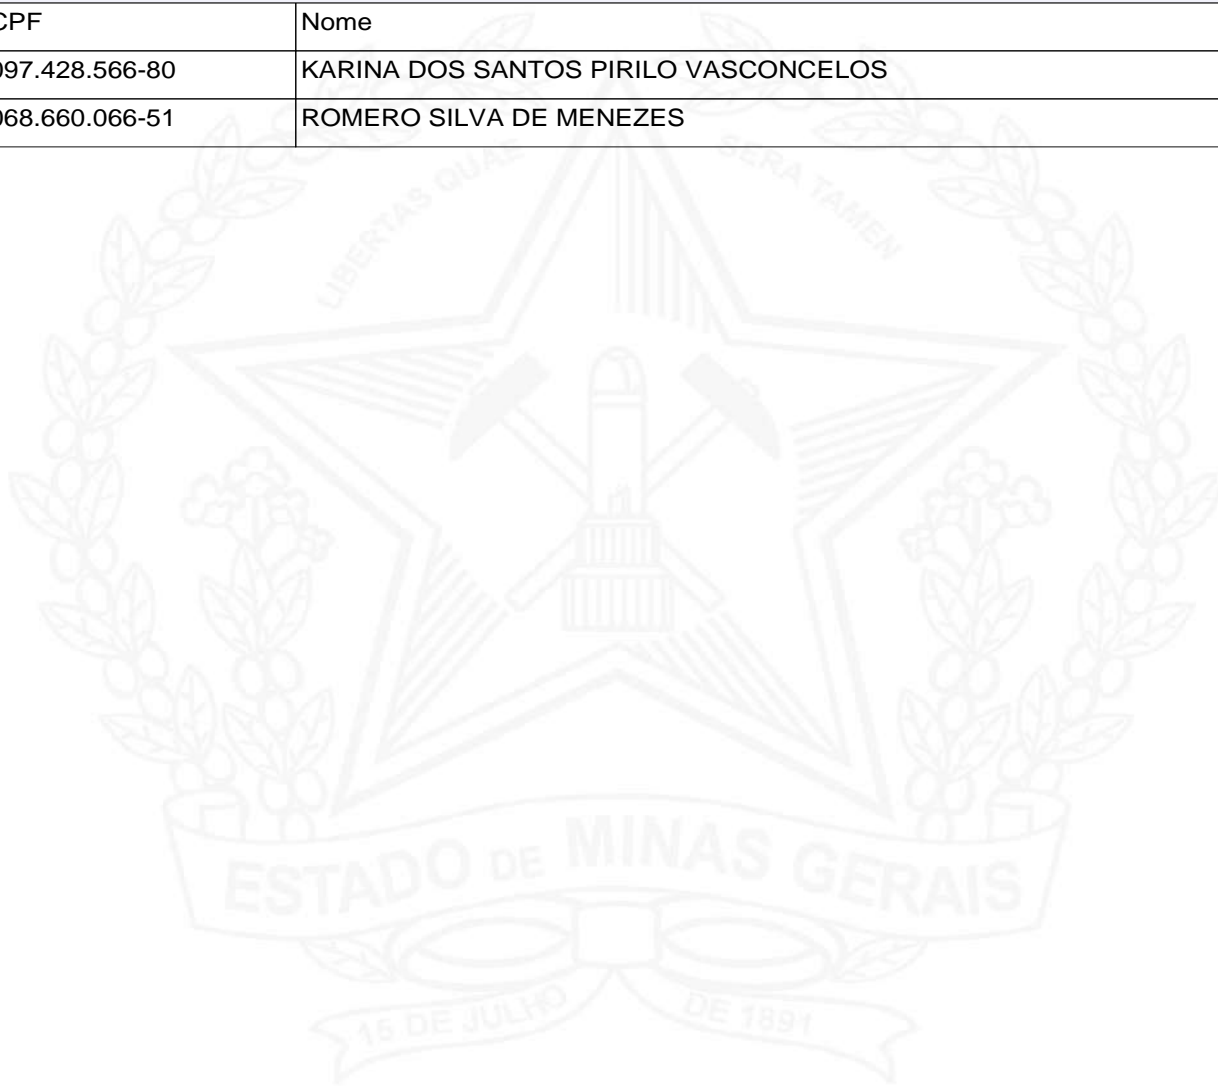 CPF Nome
097.428.566-80 KARINA DOS SANTOS PIRILO VASCONCELOS
068.660.066-51 ROMERO SILVA DE MENEZES
LIBERTAS QUAE SERA TAMEN
ESTADO DE MINAS GERAIS
15 DE JULHO DE 1891